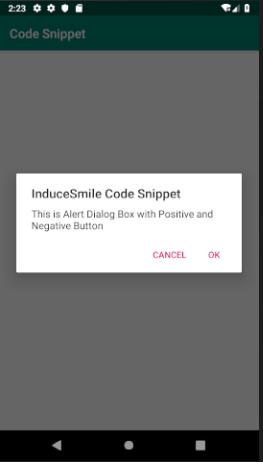 2:23
Code Snippet
InduceSmile Code Snippet
This is Alert Dialog Box with Positive and
Negative Button
CANCEL OK